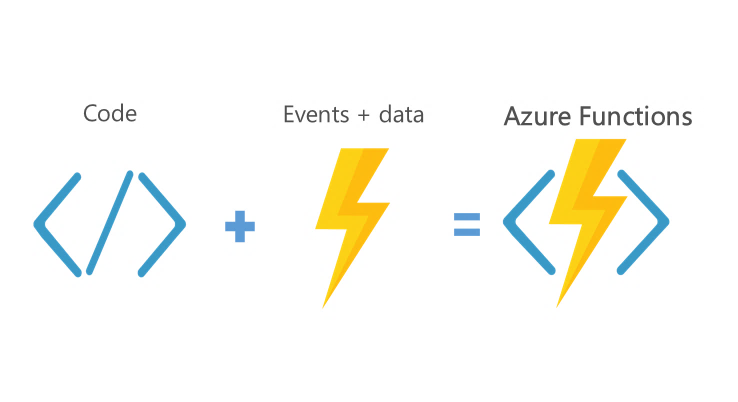 Code
Events + data
Azure Functions